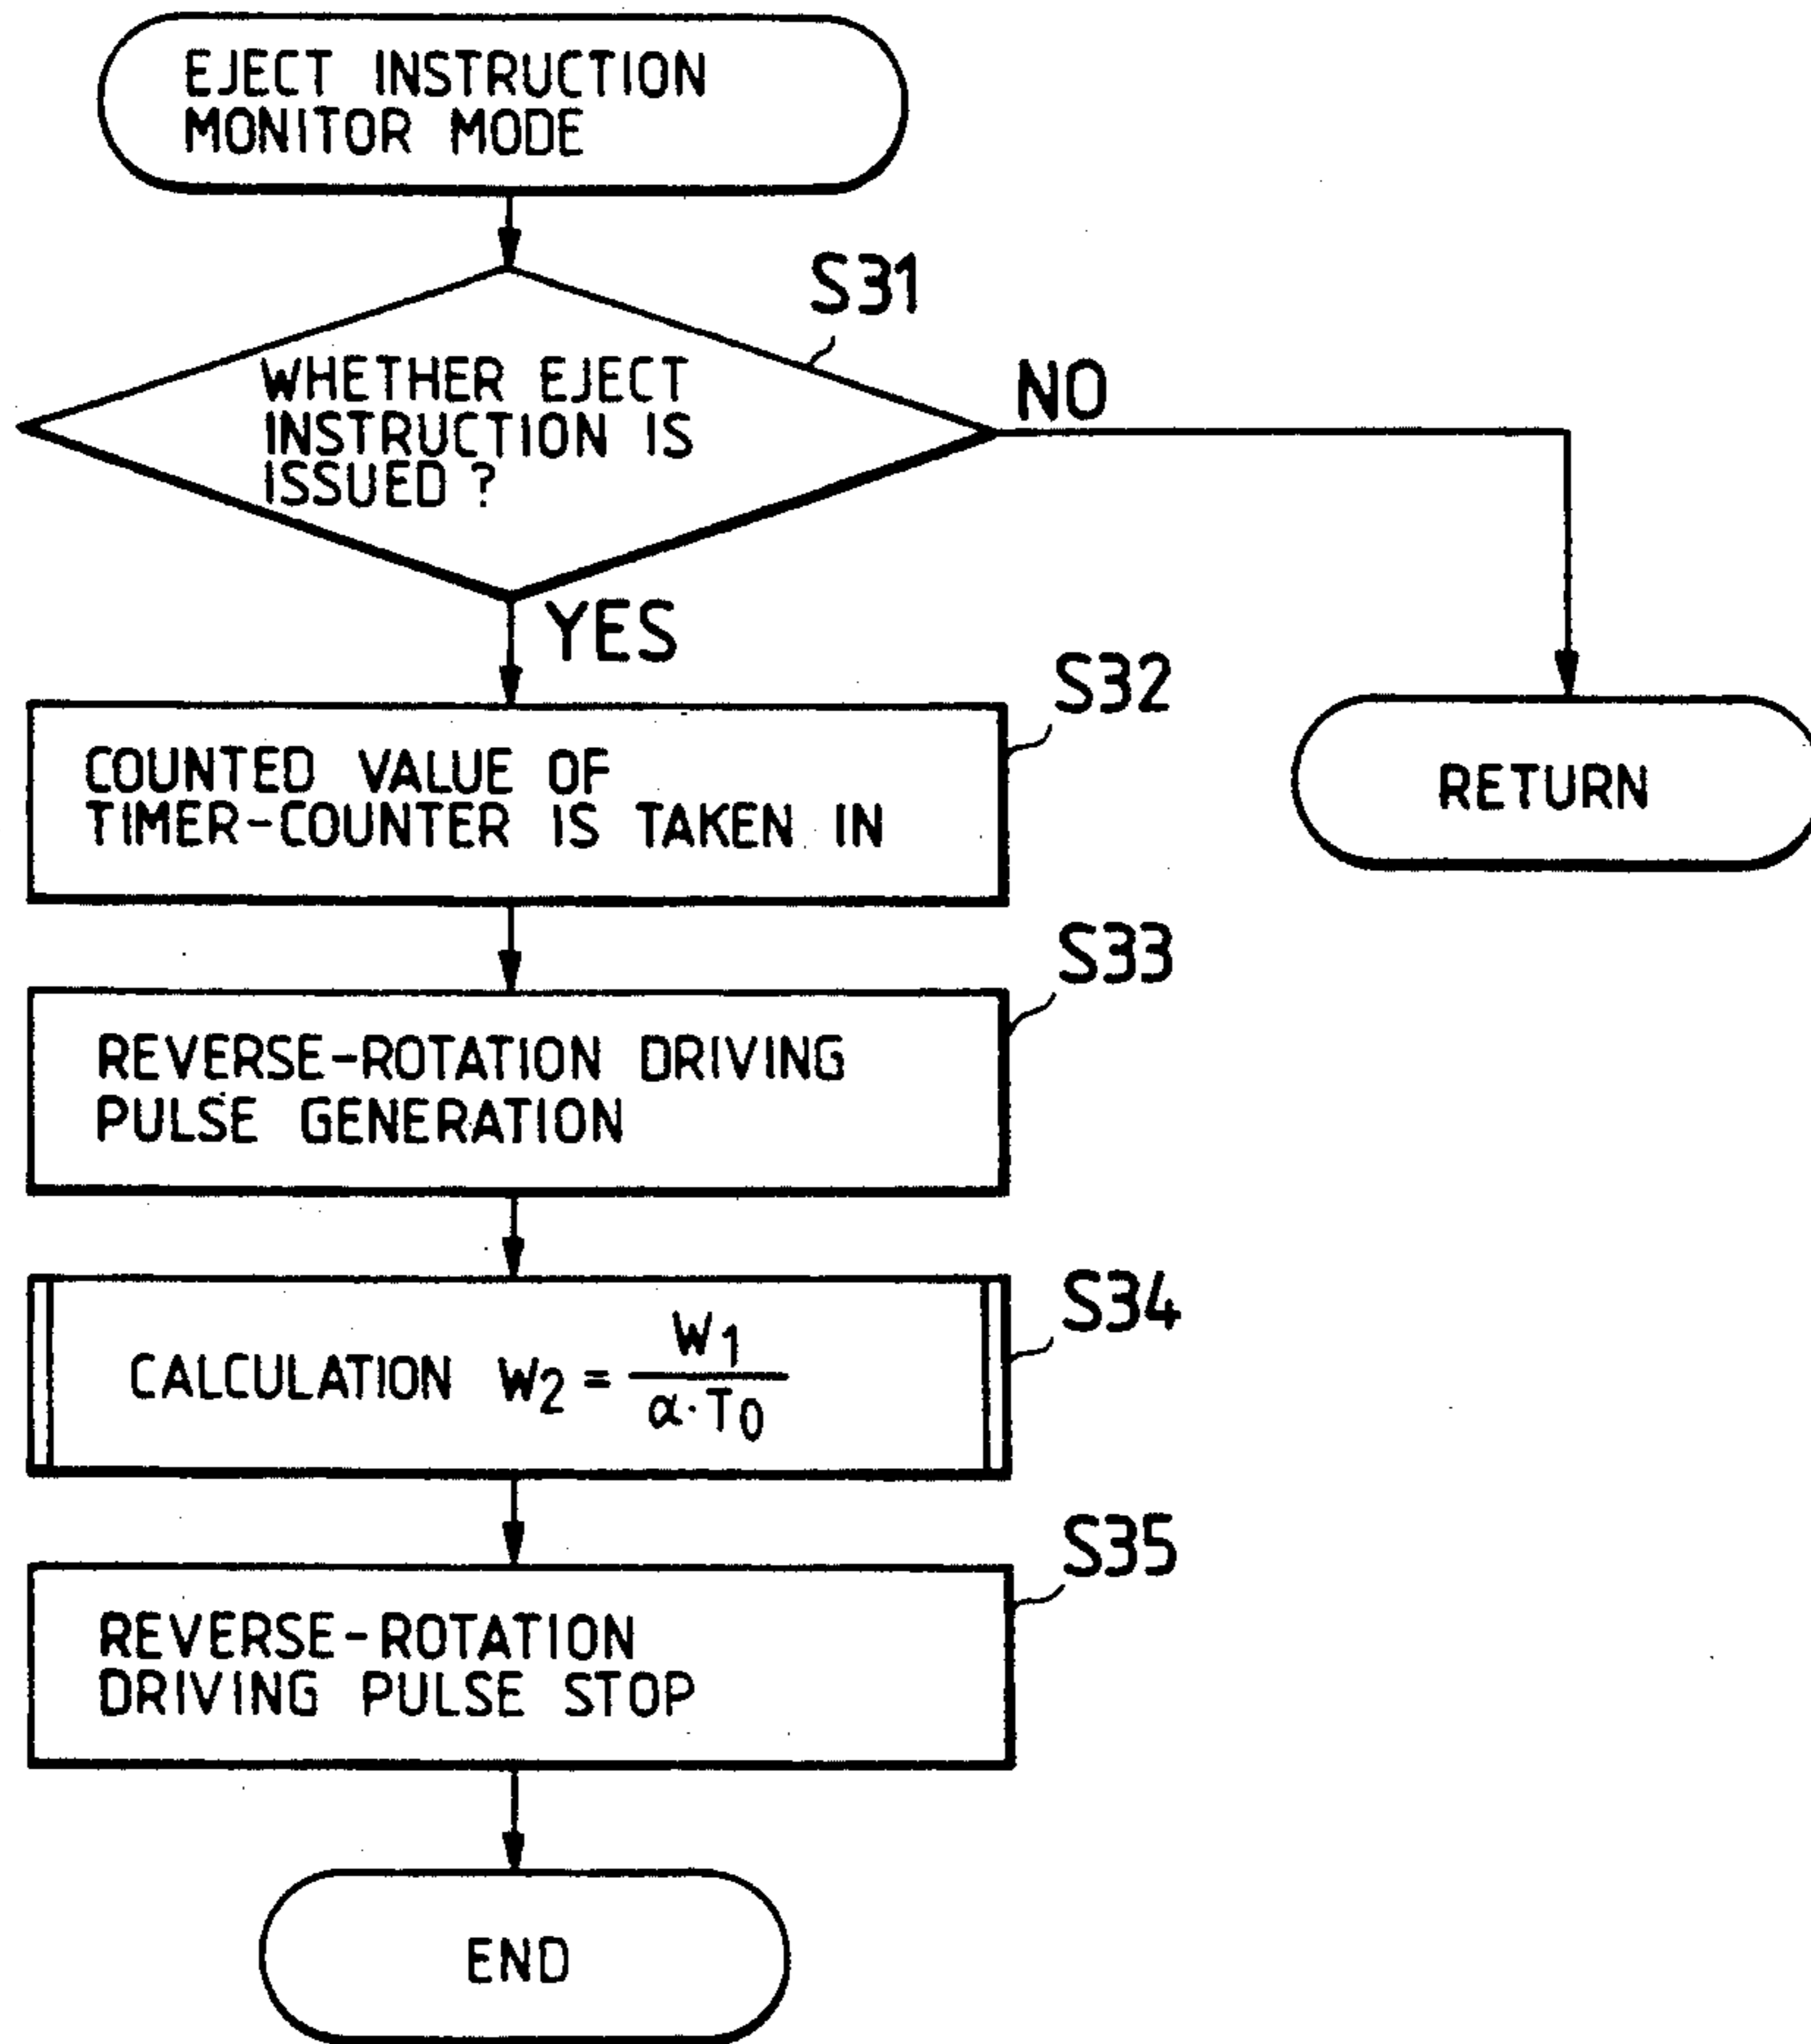 EJECT INSTRUCTION
MONITOR MODE
S31
WHETHER EJECT
INSTRUCTION IS
ISSUED ?
NO
YES
S32
COUNTED VALUE OF
TIMER-COUNTER IS TAKEN IN
RETURN
S33
REVERSE-ROTATION DRIVING
PULSE GENERATION
S34
CALCULATION W2 = W1 / α·T0
S35
REVERSE-ROTATION
DRIVING PULSE STOP
END